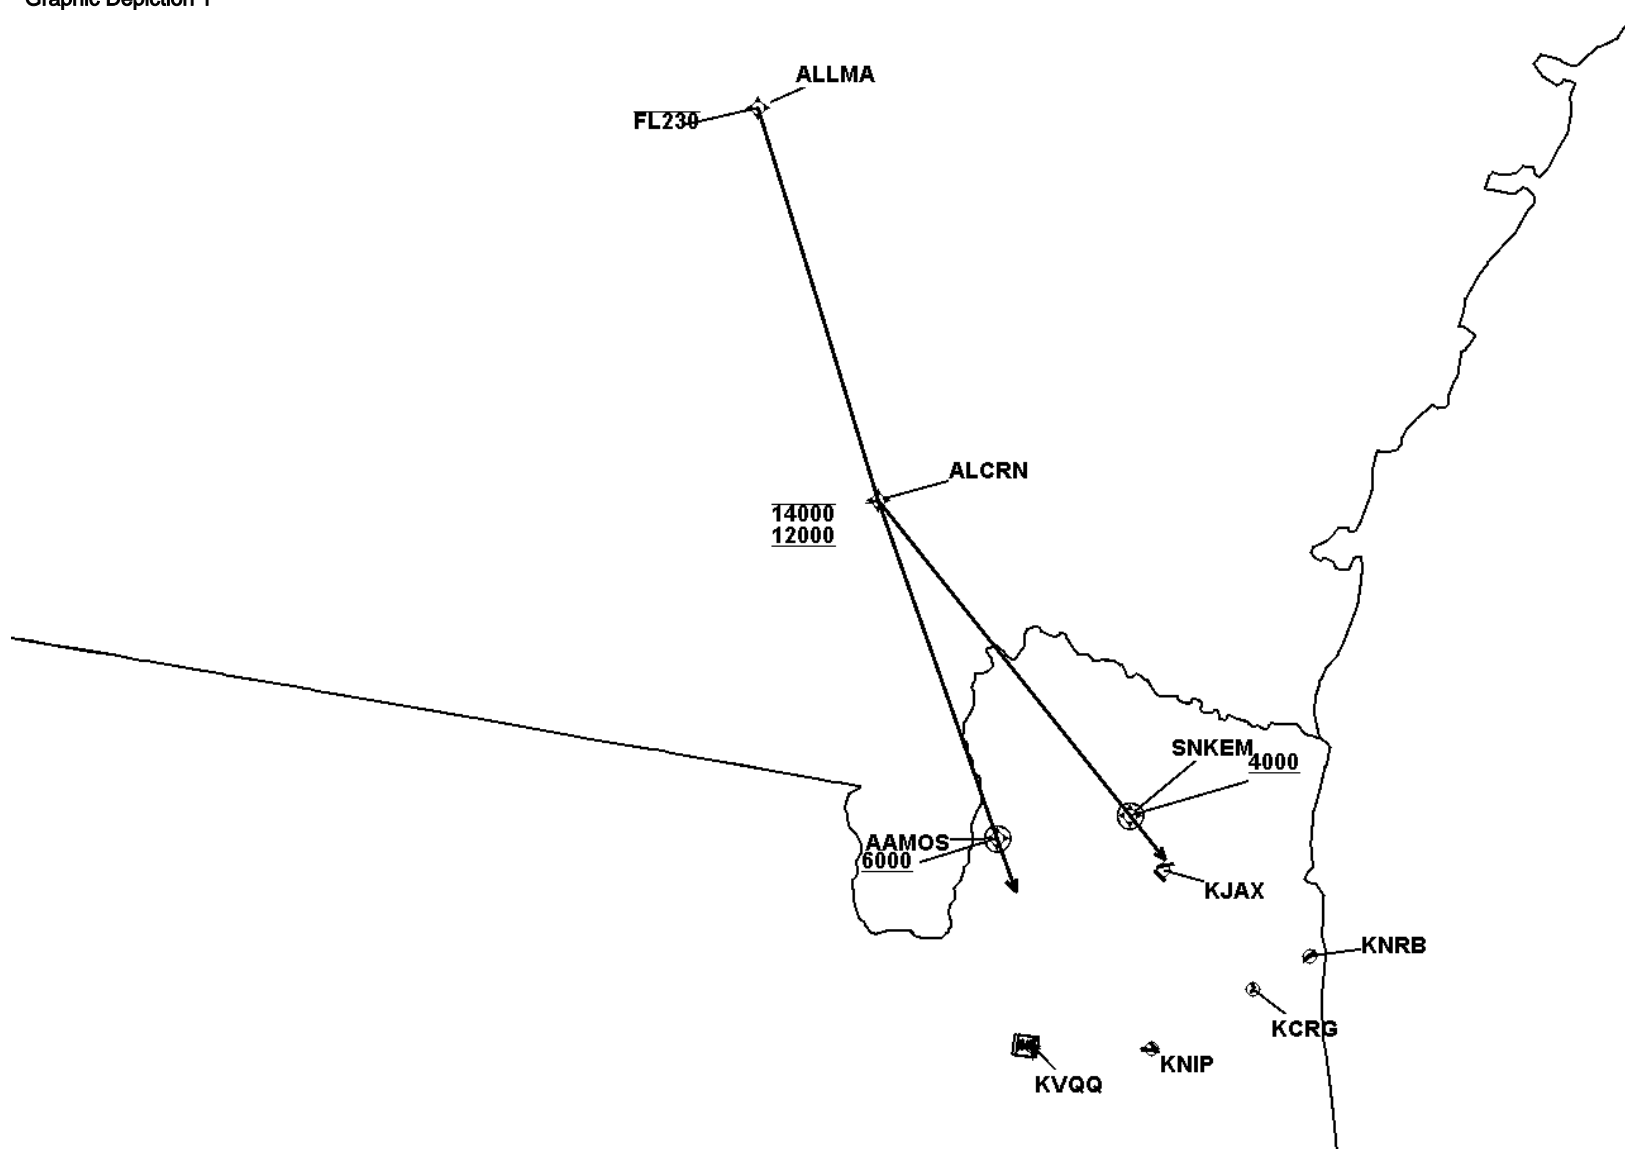 Graphic Depiction 1
ALLMA
FL230
ALCRN
14000
12000
SNKEM
4000
AAMOS
6000
KJAX
KNRB
KCRG
KNIP
KVQQ